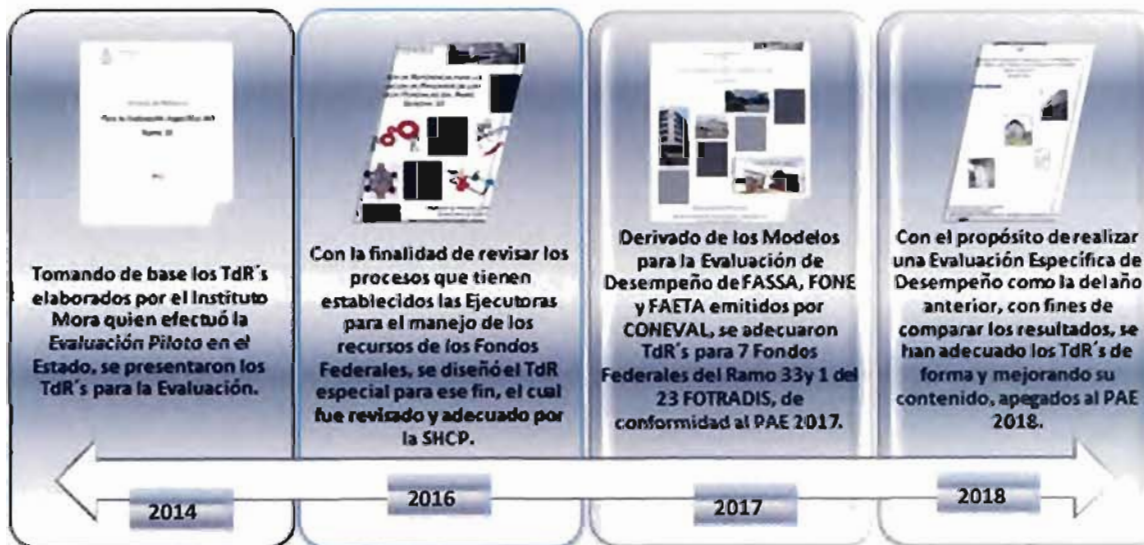 Para la Evaluación Específica del
Ramo 33
Tomando de base los TdR´s
elaborados por el Instituto
Mora quien efectuó la
Evaluación Piloto en el
Estado, se presentaron los
TdR´s para la Evaluación.
2014
Con la finalidad de revisar los
procesos que tienen
establecidos las Ejecutoras
para el manejo de los
recursos de los Fondos
Federales, se diseñó el TdR
especial para ese fin, el cual
fue revisado y adecuado por
la SHCP.
2016
Derivado de los Modelos
para la Evaluación de
Desempeño de FASSA, FONE
y FAETA emitidos por
CONEVAL, se adecuaron
TdR´s para 7 Fondos
Federales del Ramo 33y 1 del
23 FOTRADIS, de
conformidad al PAE 2017.
2017
Con el propósito de realizar
una Evaluación Específica de
Desempeño como la del año
anterior, con fines de
comparar los resultados, se
han adecuado los TdR´s de
forma y mejorando su
contenido, apegados al PAE
2018.
2018